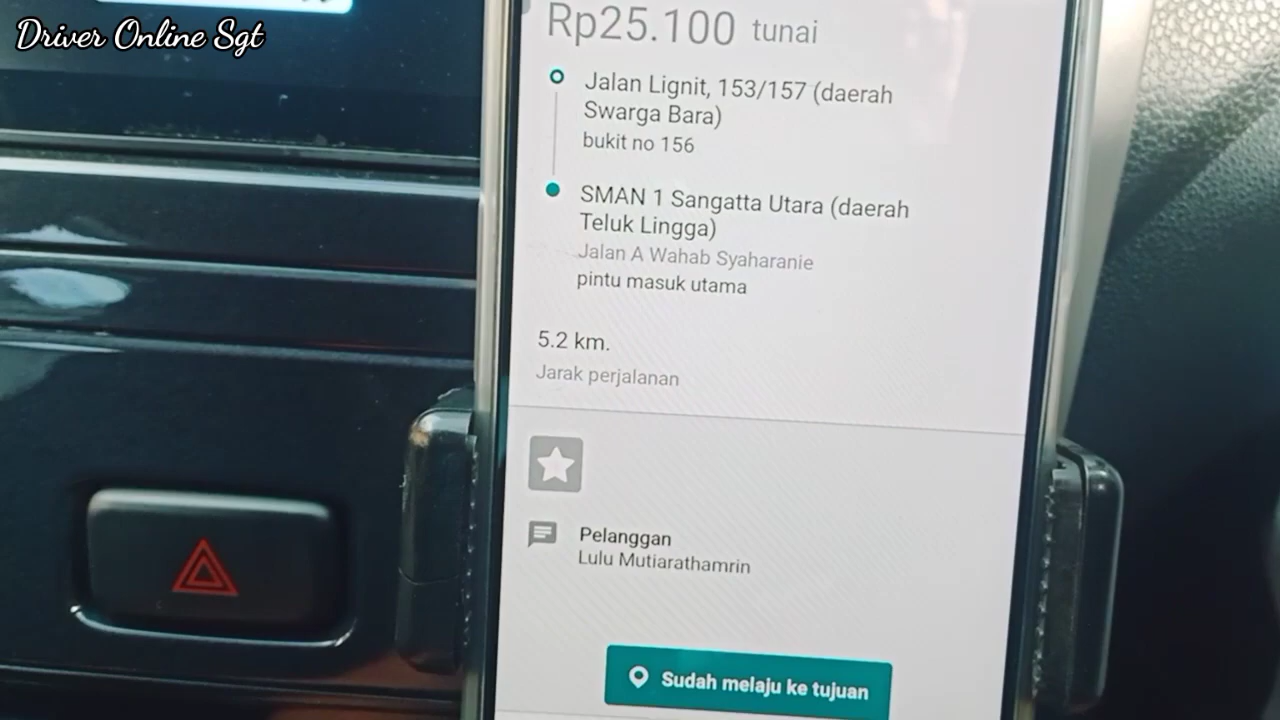 Driver Online Sgt
Rp25.100 tunai
Jalan Lignit, 153/157 (daerah
Swarga Bara)
bukit no 156
SMAN 1 Sangatta Utara (daerah
Teluk Lingga)
Jalan A Wahab Syaharanie
pintu masuk utama
5.2 km.
Jarak perjalanan
Pelanggan
Lulu Mutiarathamrin
Sudah melaju ke tujuan